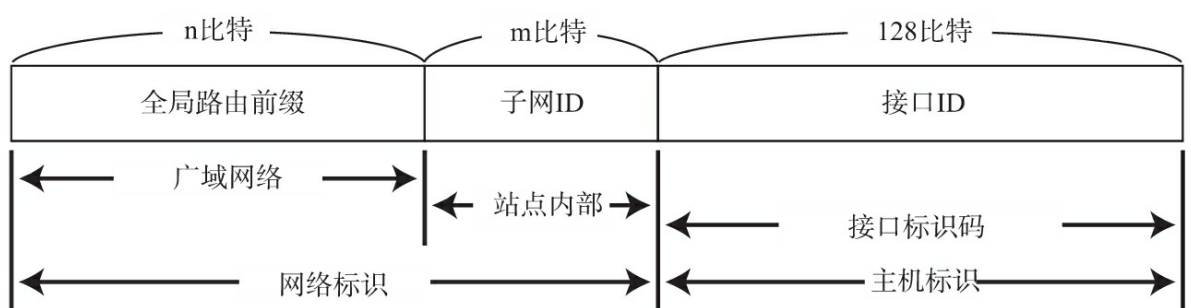 n比特 m比特 128比特
全局路由前缀 子网ID 接口ID
广域网络
站点内部
接口标识码
网络标识 主机标识